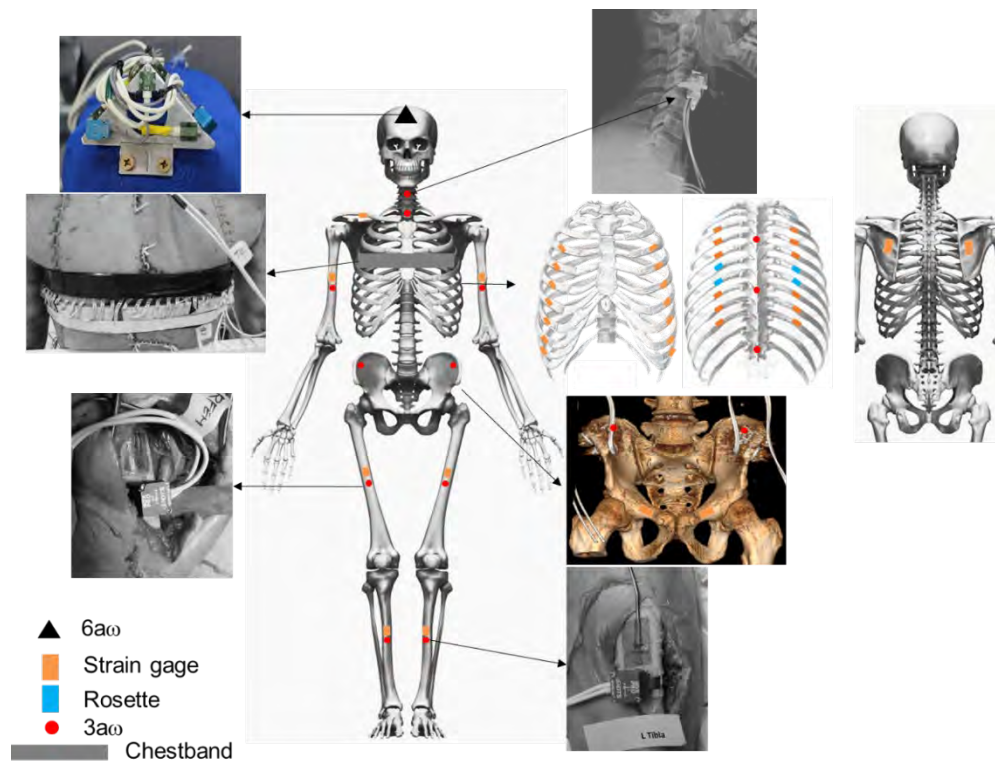 6aω
Strain gage
Rosette
3aω
Chestband
L Tibia